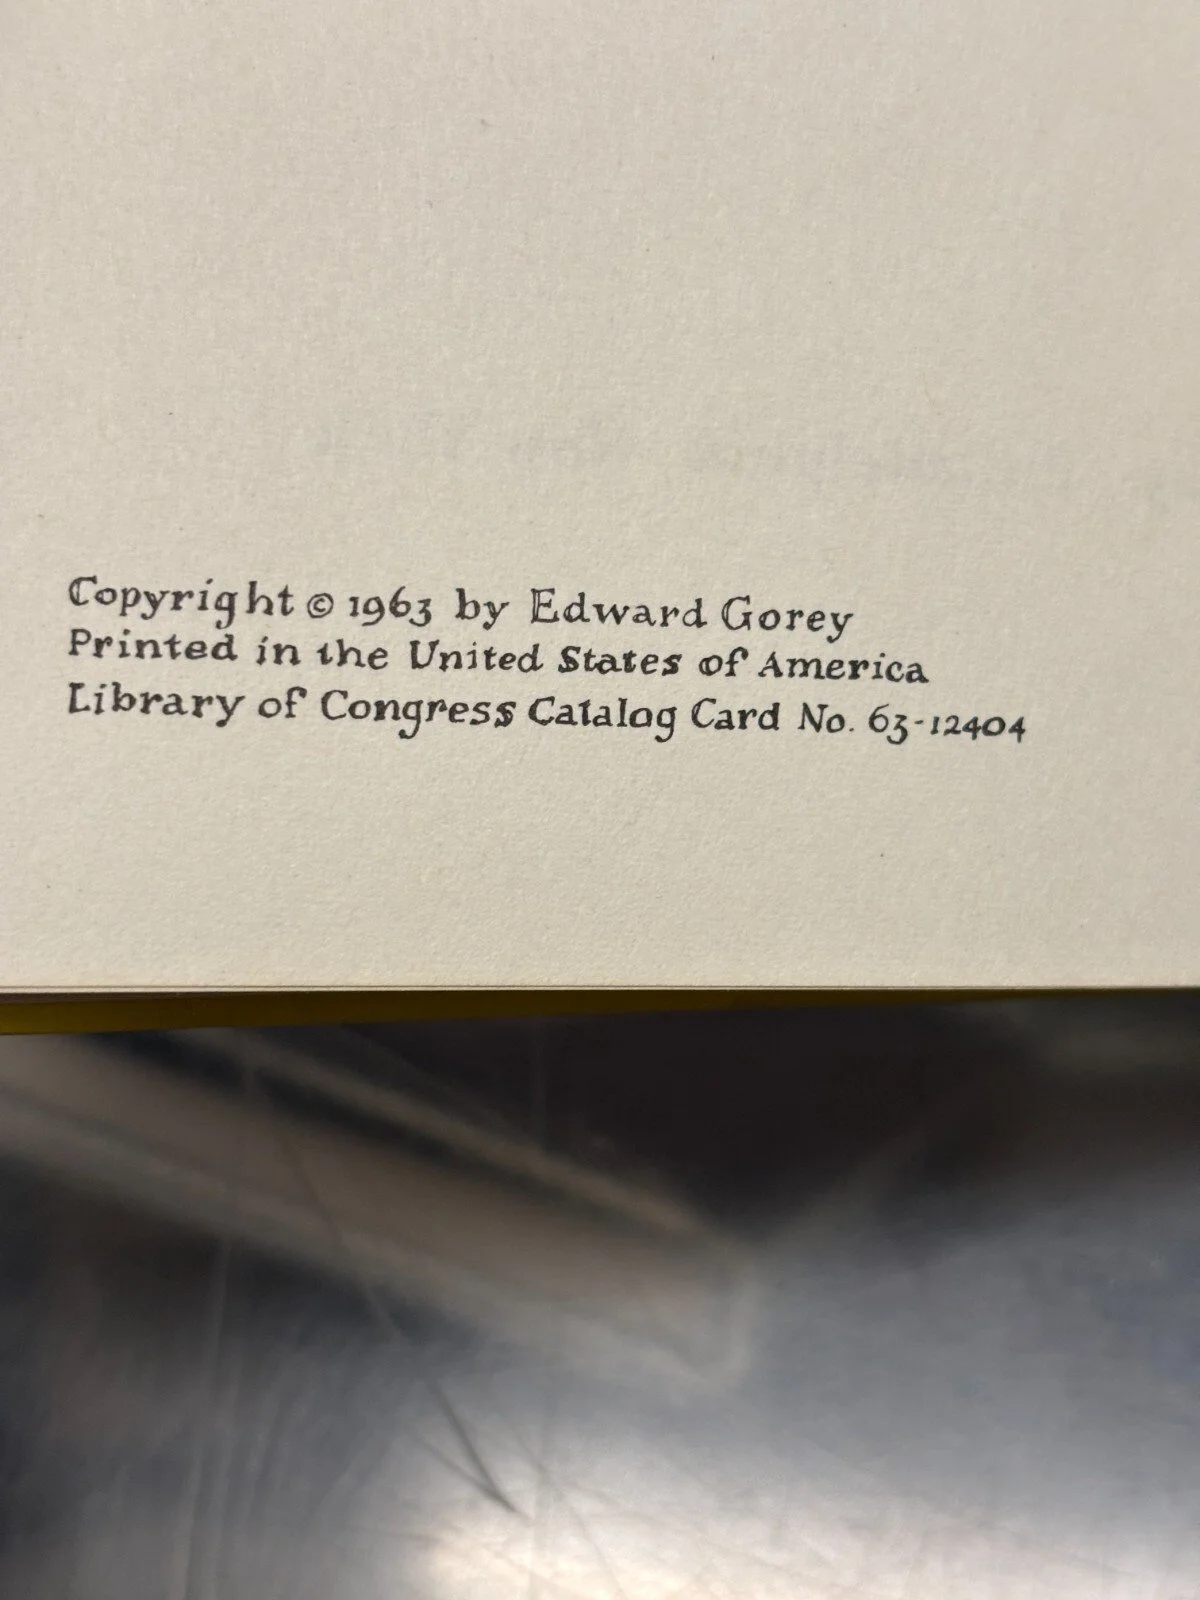 Copyright © 1963 by Edward Gorey
Printed in the United States of America
Library of Congress Catalog Card No. 63-12404